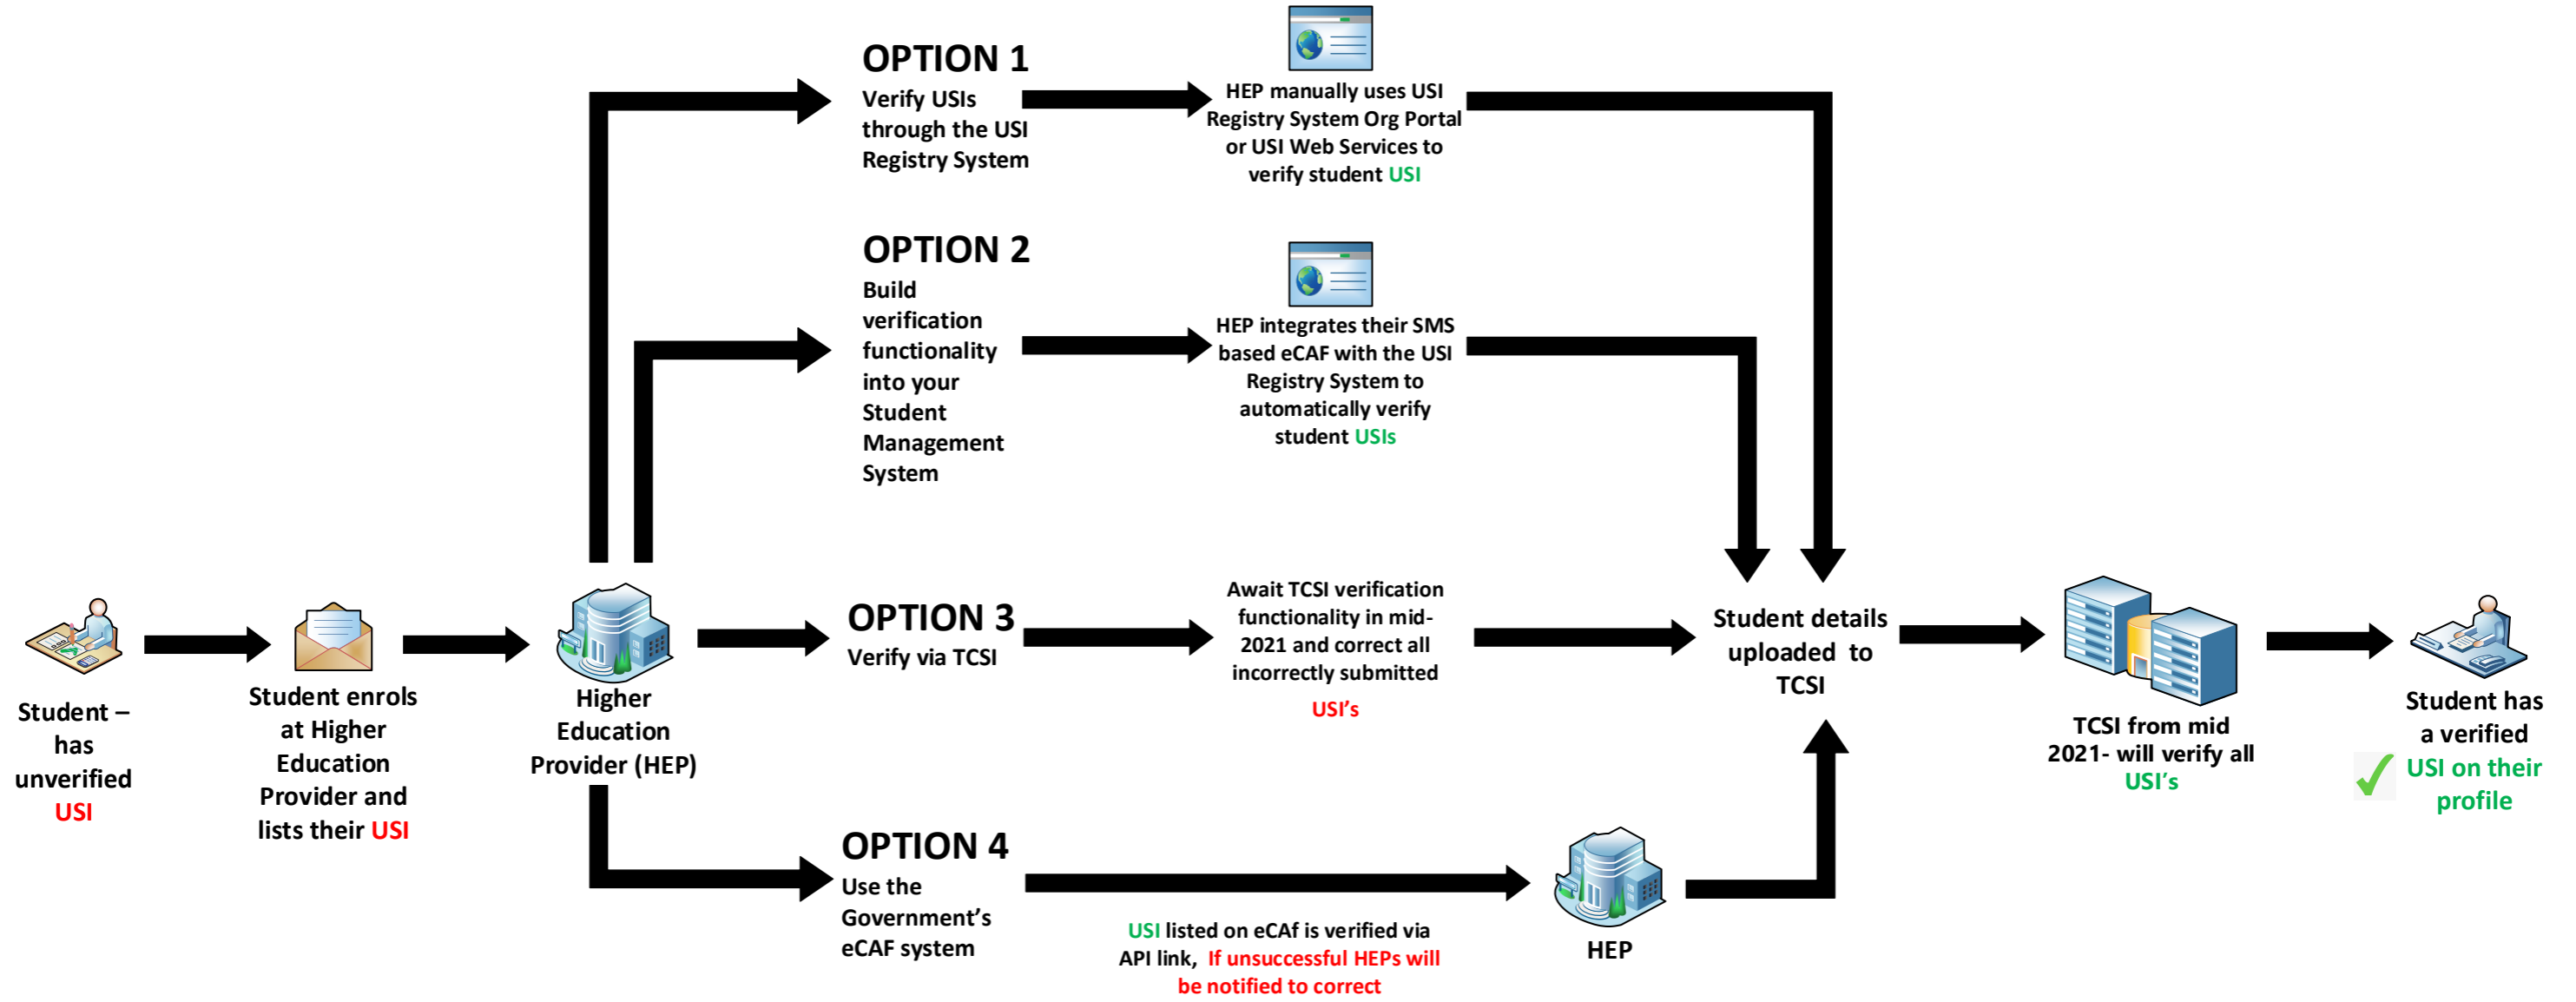 Student –
has
unverified
USI
Student enrols
at Higher
Education
Provider and
lists their USI
Higher
Education
Provider (HEP)
OPTION 1
Verify USIs
through the USI
Registry System
HEP manually uses USI
Registry System Org Portal
or USI Web Services to
verify student USI
OPTION 2
Build
verification
functionality
into your
Student
Management
System
HEP integrates their SMS
based eCAF with the USI
Registry System to
automatically verify
student USIs
OPTION 3
Verify via TCSI
Await TCSI verification
functionality in mid-
2021 and correct all
incorrectly submitted
USI’s
OPTION 4
Use the
Government’s
eCAF system
USI listed on eCAf is verified via
API link, If unsuccessful HEPs will
be notified to correct
HEP
Student details
uploaded to
TCSI
TCSI from mid
2021- will verify all
USI’s
Student has
a verified
USI on their
profile